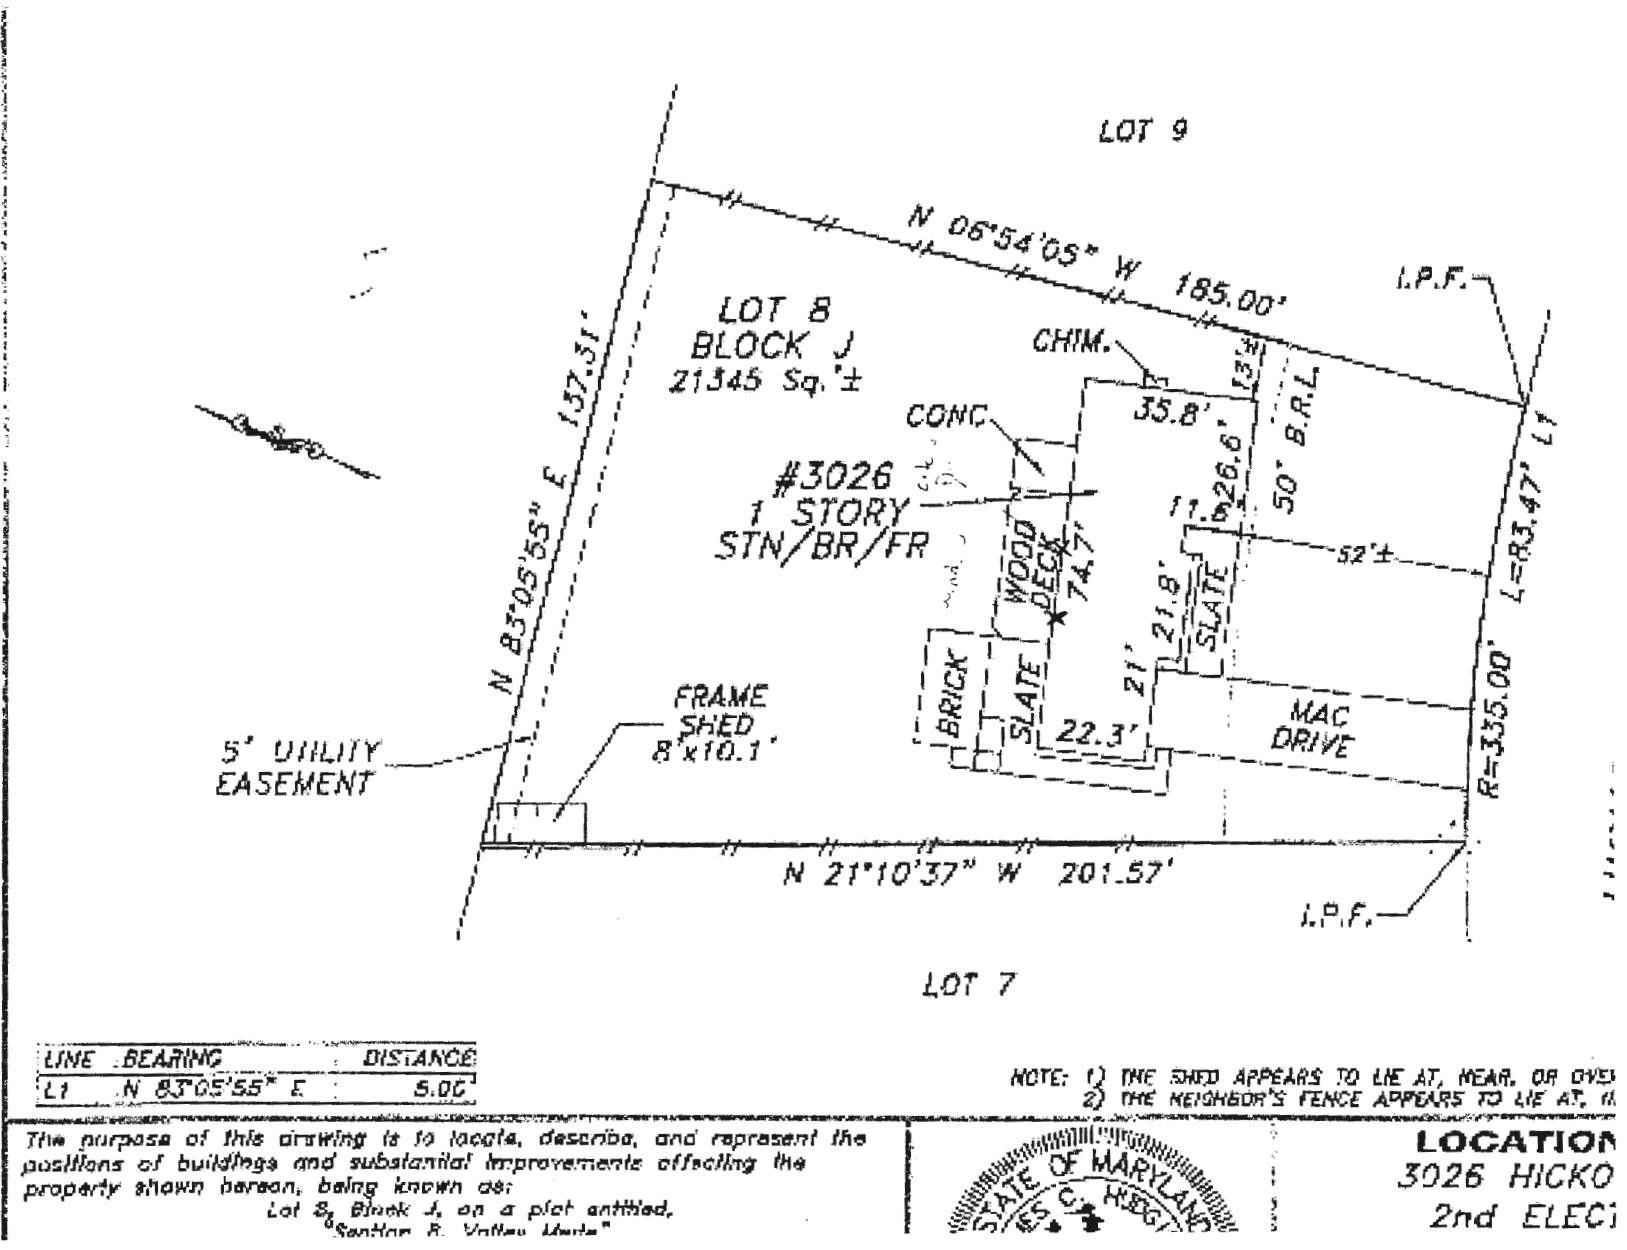 LOT 9
N 06°54'05" W 185.00'
I.P.F.
LOT 8
BLOCK J
21345 Sq.'±
CHIM.
13'±
35.8'
50' B.R.L.
CONC.
26.6'
L=83.47' L1
N 83°05'55" E 137.31'
#3026
1 STORY
STN/BR/FR
WOOD
DECK
74.7'
52'±
21.8'
SLATE
21'
BRICK
SLATE
22.3'
MAC
DRIVE
R=335.00'
FRAME
SHED
8'x10.1'
5' UTILITY
EASEMENT
N 21°10'37" W 201.57'
I.P.F.
LOT 7
LINE BEARING DISTANCE
L1 N 83°05'55" E 5.00'
NOTE: 1) THE SHED APPEARS TO LIE AT, NEAR, OR OVE
2) THE NEIGHBOR'S FENCE APPEARS TO LIE AT,
The purpose of this drawing is to locate, describe, and represent the
positions of buildings and substantial improvements affecting the
property shown hereon, being known as:
Lot 8, Block J, on a plat entitled,
"Section B, Valley Mede"
STATE OF MARYLAND
LOCATION
3026 HICKO
2nd ELECT